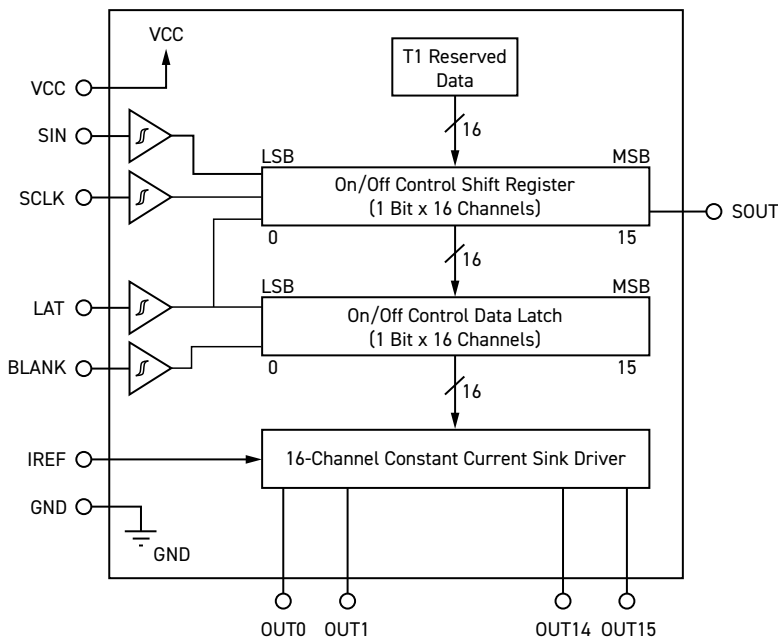 VCC
T1 Reserved
Data
VCC
16
SIN
LSB
MSB
On/Off Control Shift Register
(1 Bit x 16 Channels)
SCLK
SOUT
0
15
16
LSB
MSB
LAT
On/Off Control Data Latch
(1 Bit x 16 Channels)
BLANK
0
15
16
IREF
16-Channel Constant Current Sink Driver
GND
GND
OUT0
OUT1
OUT14
OUT15